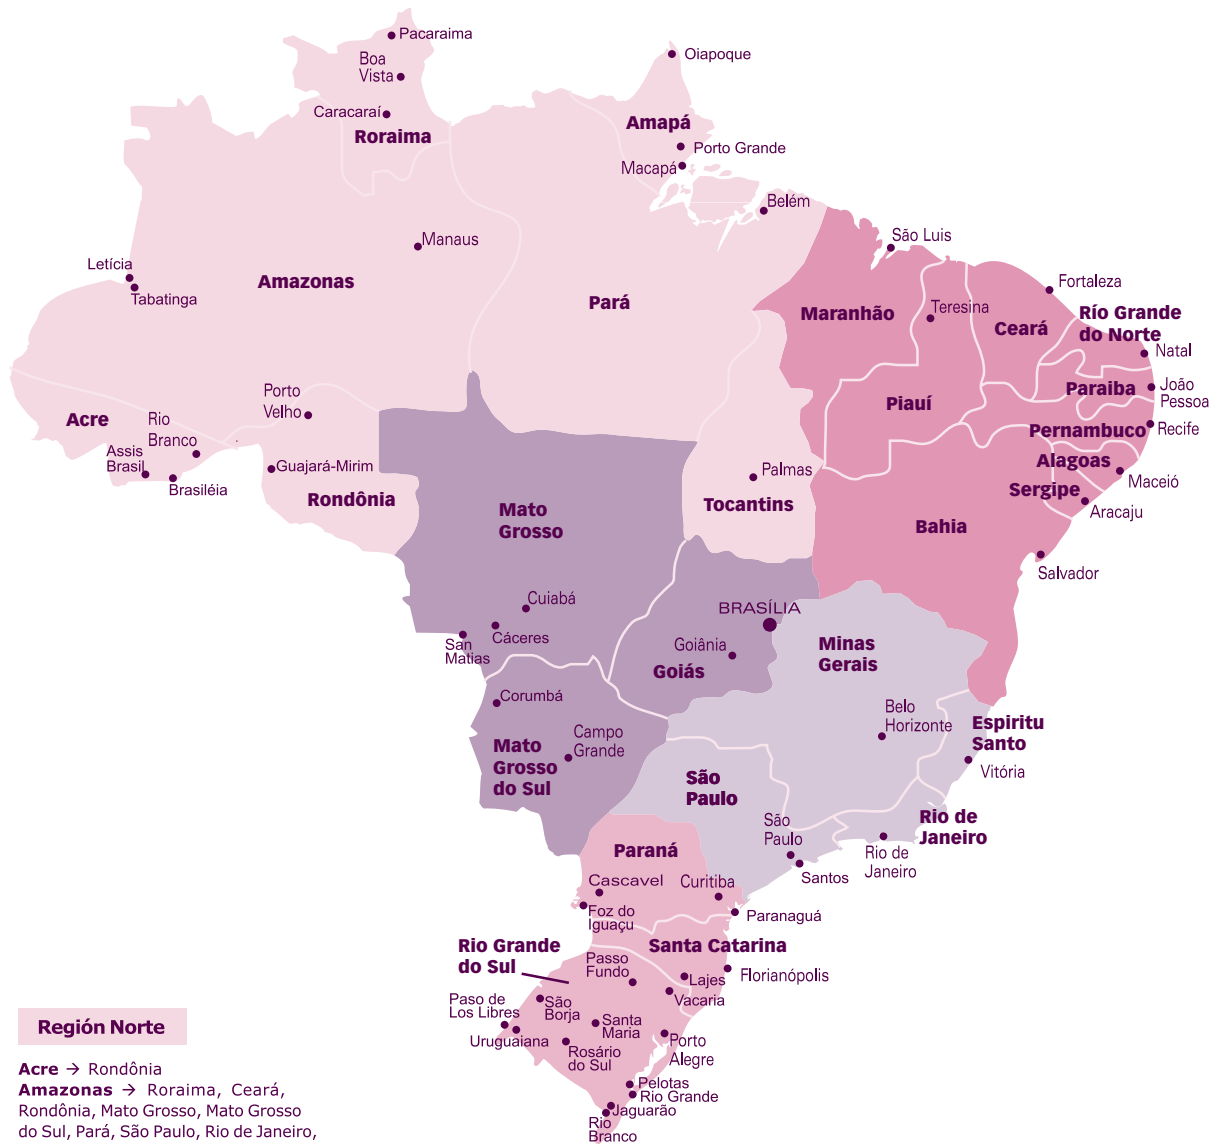 Pacaraima
Oiapoque
Boa
Vista
Caracaraí
Roraima
Amapá
Porto Grande
Macapá
Belém
Manaus
São Luis
Letícia
Tabatinga
Amazonas
Pará
Maranhão
Teresina
Fortaleza
Ceará
Río Grande
do Norte
Natal
Acre
Rio
Branco
Assis
Brasil
Brasiléia
Porto
Velho
Guajará-Mirim
Rondônia
Piauí
Paraiba
João
Pessoa
Pernambuco
Recife
Alagoas
Maceió
Sergipe
Aracaju
Palmas
Tocantins
Mato
Grosso
Bahia
Salvador
Cuiabá
Cáceres
San
Matias
BRASÍLIA
Goiânia
Goiás
Minas
Gerais
Corumbá
Campo
Grande
Mato
Grosso
do Sul
Belo
Horizonte
Espiritu
Santo
Vitória
São
Paulo
São
Paulo
Santos
Rio de
Janeiro
Rio de
Janeiro
Paraná
Cascavel
Curitiba
Foz do
Iguaçu
Paranaguá
Santa Catarina
Rio Grande
do Sul
Passo
Fundo
Lajes
Florianópolis
Vacaria
Paso de
Los Libres
São
Borja
Santa
Maria
Uruguaiana
Rosário
do Sul
Porto
Alegre
Pelotas
Rio Grande
Jaguarão
Rio
Branco
Región Norte
Acre → Rondônia
Amazonas → Roraima, Ceará,
Rondônia, Mato Grosso, Mato Grosso
do Sul, Pará, São Paulo, Rio de Janeiro,